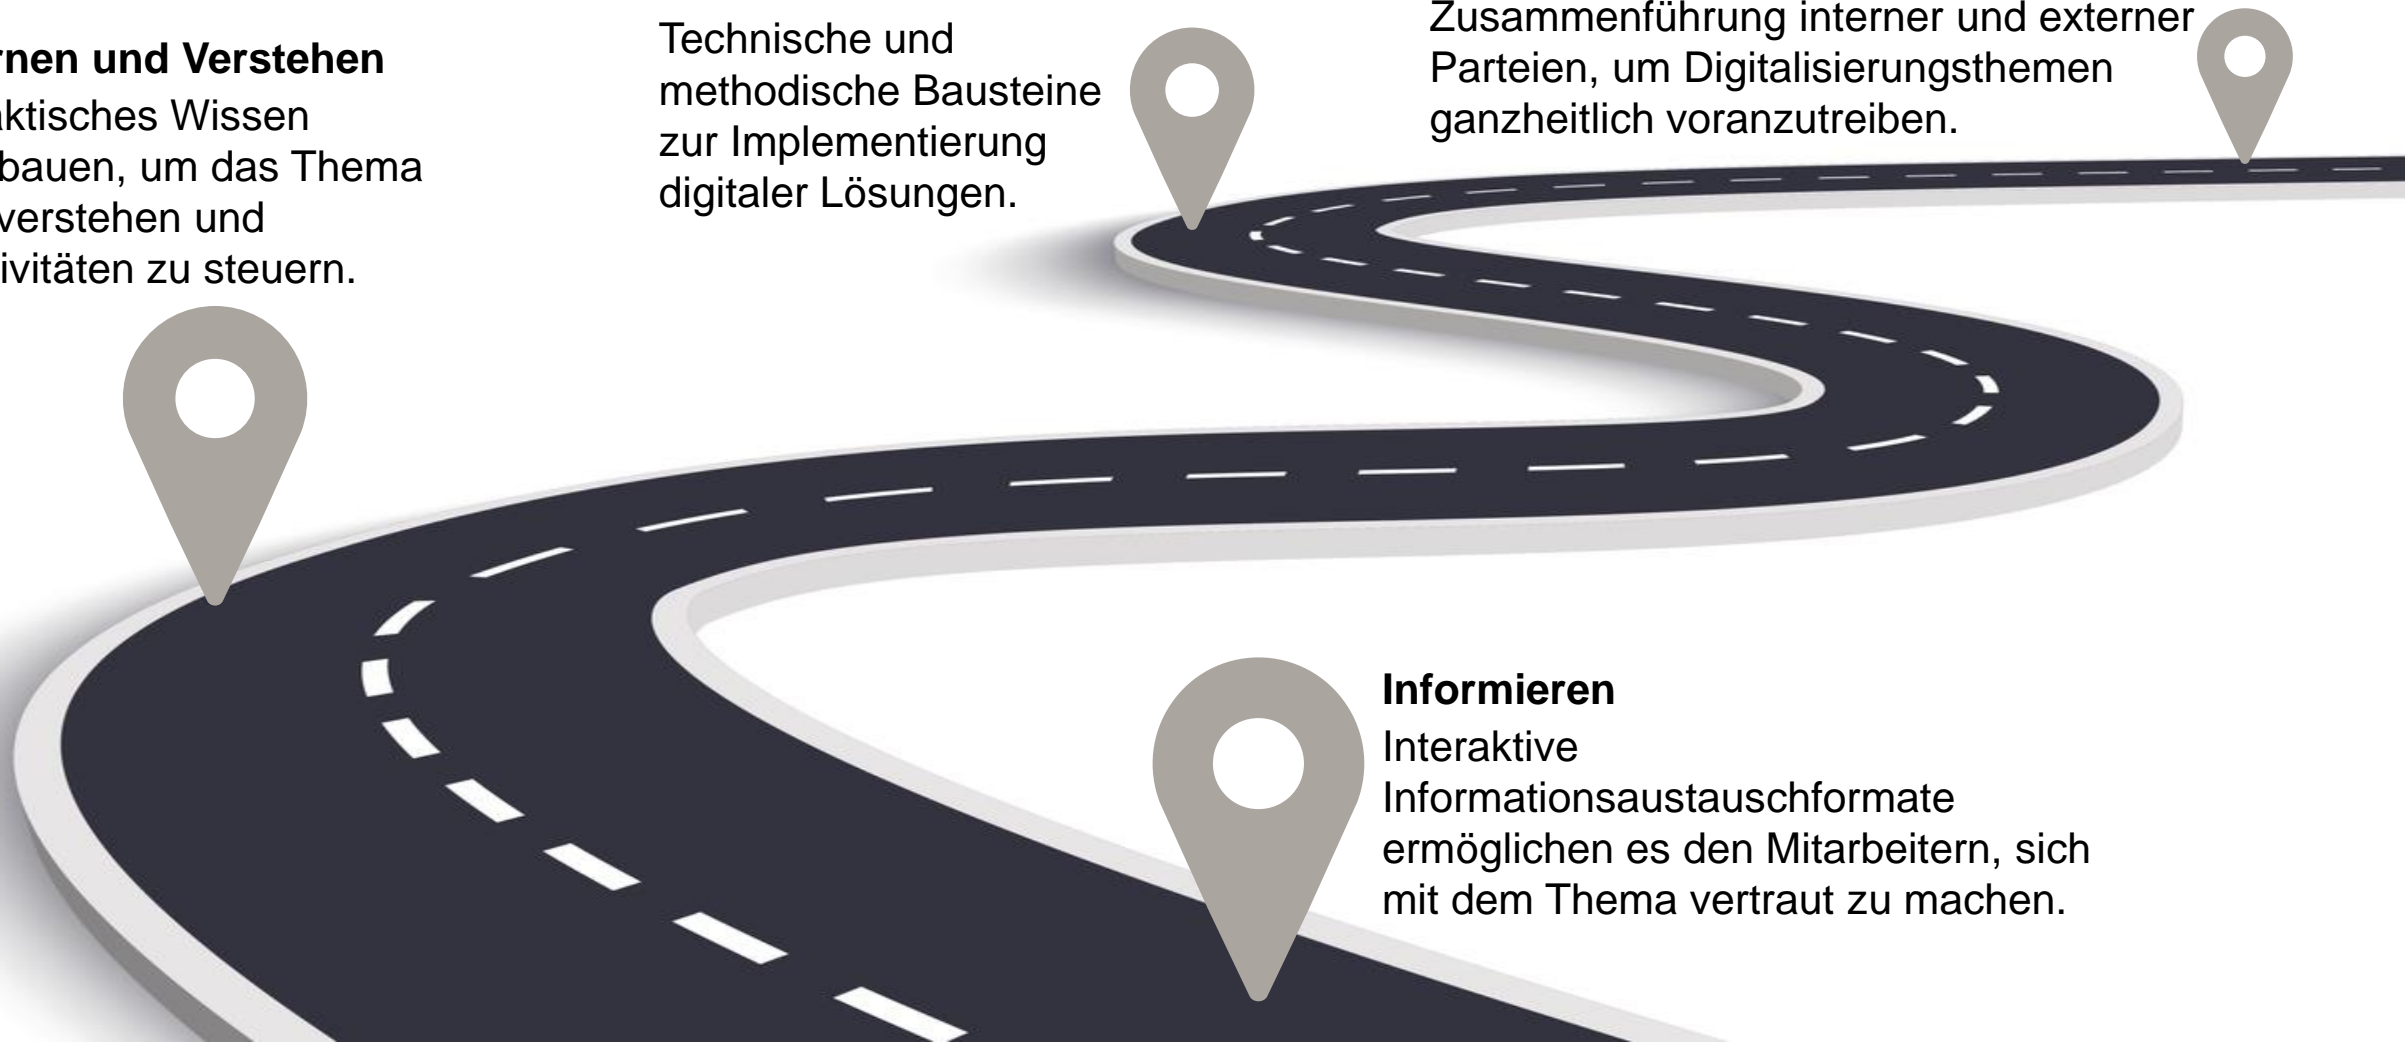 rnen und Verstehen
aktisches Wissen
bauen, um das Thema
verstehen und
ivitäten zu steuern.
Technische und
methodische Bausteine
zur Implementierung
digitaler Lösungen.
Zusammenführung interner und externer
Parteien, um Digitalisierungsthemen
ganzheitlich voranzutreiben.
Informieren
Interaktive
Informationsaustauschformate
ermöglichen es den Mitarbeitern, sich
mit dem Thema vertraut zu machen.